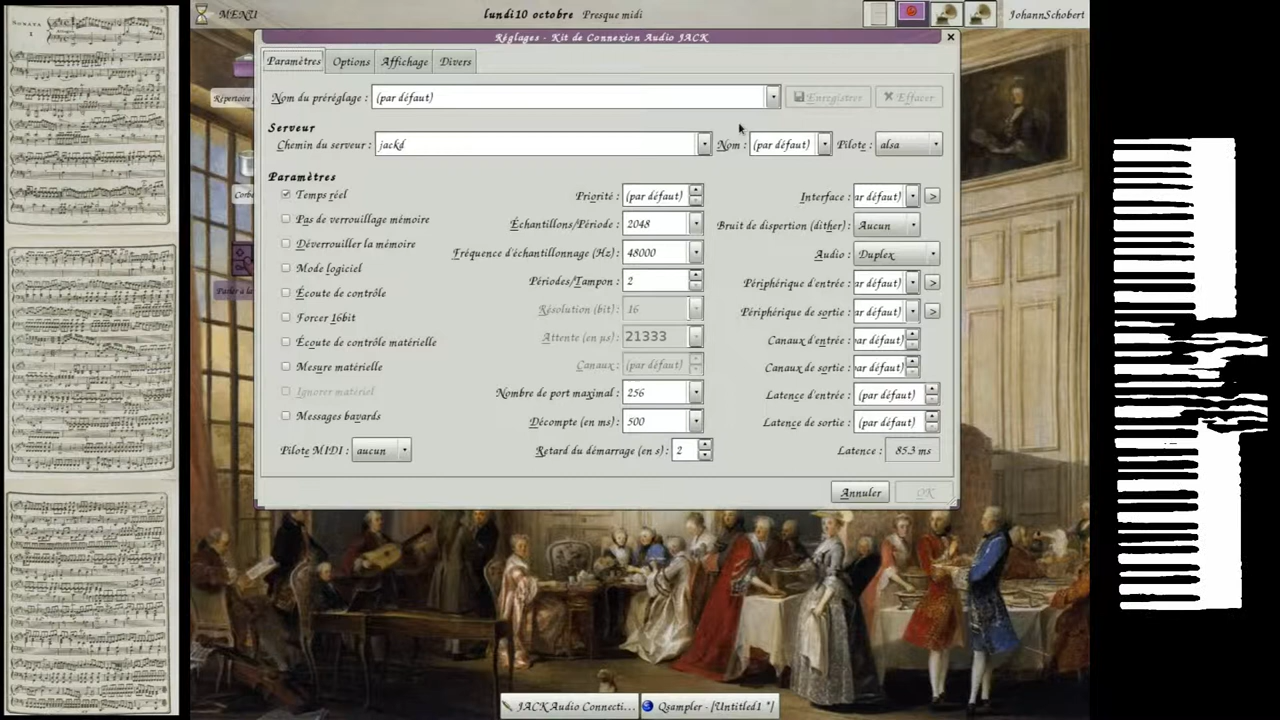 MENU
lundi10 octobre Presque midi
JohannSchobert
SONATA
I
Réglages - Kit de Connexion Audio JACK
Paramètres Options Affichage Divers
Répertoire
Nom du préréglage : (par défaut) Enregistrer Effacer
Serveur
Chemin du serveur : jackd Nom : (par défaut) Pilote : alsa
Paramètres
Temps réel Priorité : (par défaut) Interface : ar défaut) >
Pas de verrouillage mémoire Échantillons/Période : 2048 Bruit de dispersion (dither) : Aucun
Déverrouiller la mémoire Fréquence d'échantillonnage (Hz) : 48000 Audio : Duplex
Mode logiciel Périodes/Tampon : 2 Périphérique d'entrée : ar défaut) >
Écoute de contrôle Résolution (bit) : 16 Périphérique de sortie : ar défaut) >
Forcer 16bit Attente (en µs) : 21333 Canaux d'entrée : par défaut)
Écoute de contrôle matérielle Canaux : (par défaut) Canaux de sortie : par défaut)
Mesure matérielle Nombre de port maximal : 256 Latence d'entrée : (par défaut)
Ignorer matériel Décompte (en ms) : 500 Latence de sortie : (par défaut)
Messages bavards
Pilote MIDI : aucun Retard du démarrage (en s) : 2 Latence : 85.3 ms
Annuler OK
JACK Audio Connecti... Qsampler - [Untitled1 *]